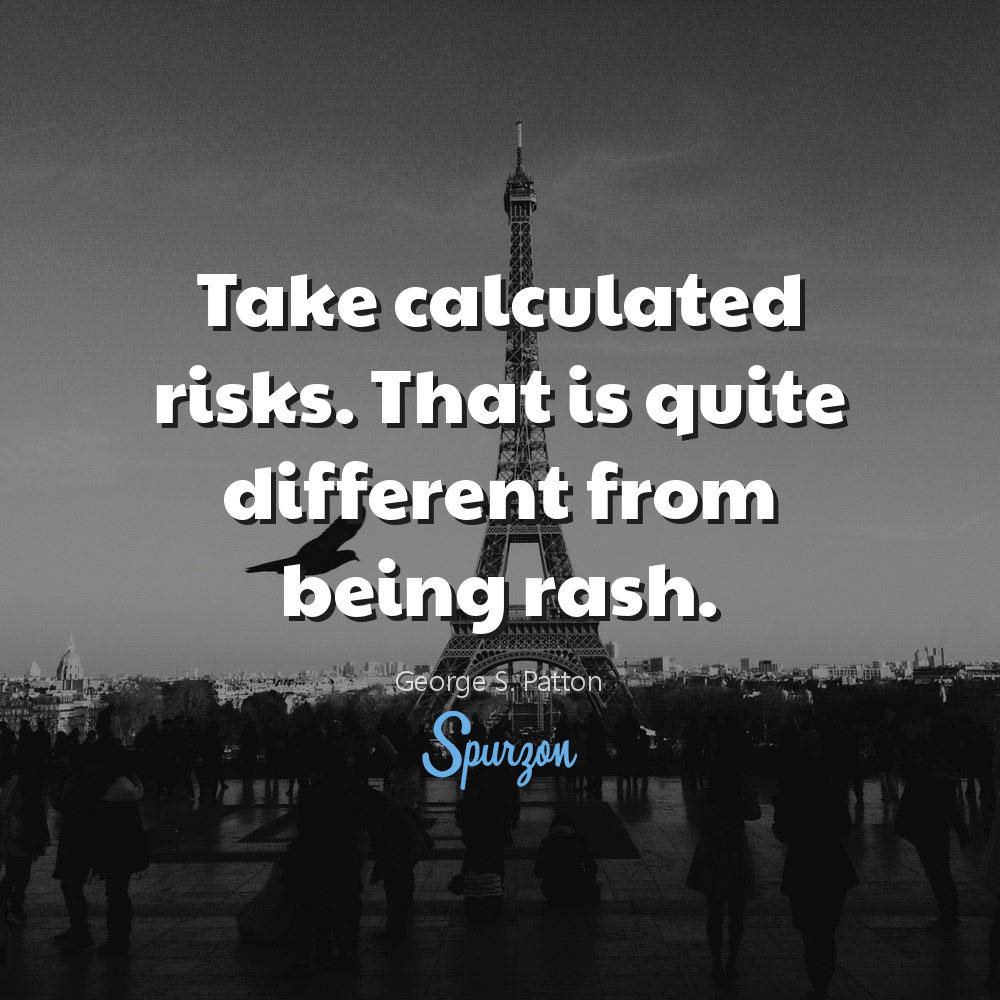 Take calculated
risks. That is quite
different from
being rash.
George S. Patton
Spurzon